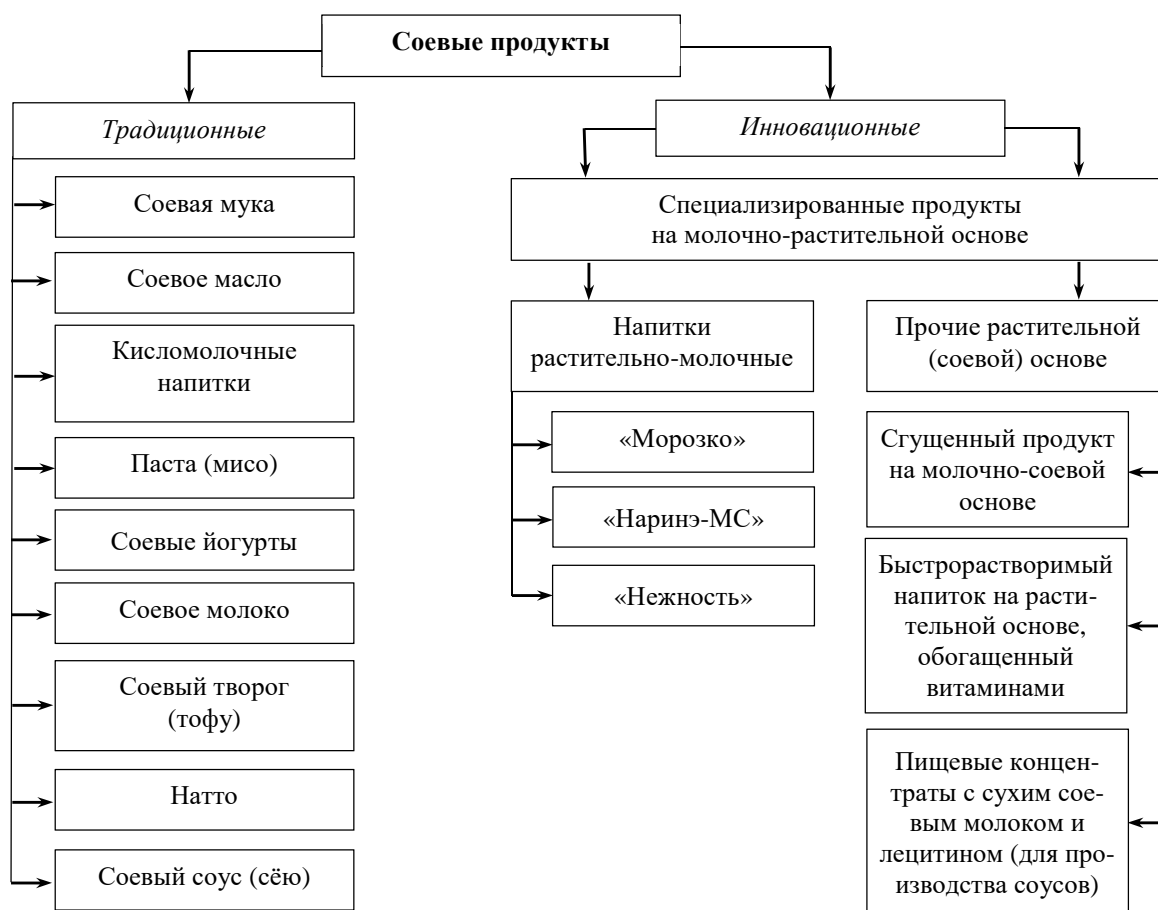 Соевые продукты
Традиционные
Соевая мука
Соевое масло
Кисломолочные
напитки
Паста (мисо)
Соевые йогурты
Соевое молоко
Соевый творог
(тофу)
Натто
Соевый соус (сёю)
Инновационные
Специализированные продукты
на молочно-растительной основе
Напитки
растительно-молочные
«Морозко»
«Наринэ-МС»
«Нежность»
Прочие растительной
(соевой) основе
Сгущенный продукт
на молочно-соевой
основе
Быстрорастворимый
напиток на расти-
тельной основе,
обогащенный
витаминами
Пищевые концен-
траты с сухим сое-
вым молоком и
лецитином (для про-
изводства соусов)